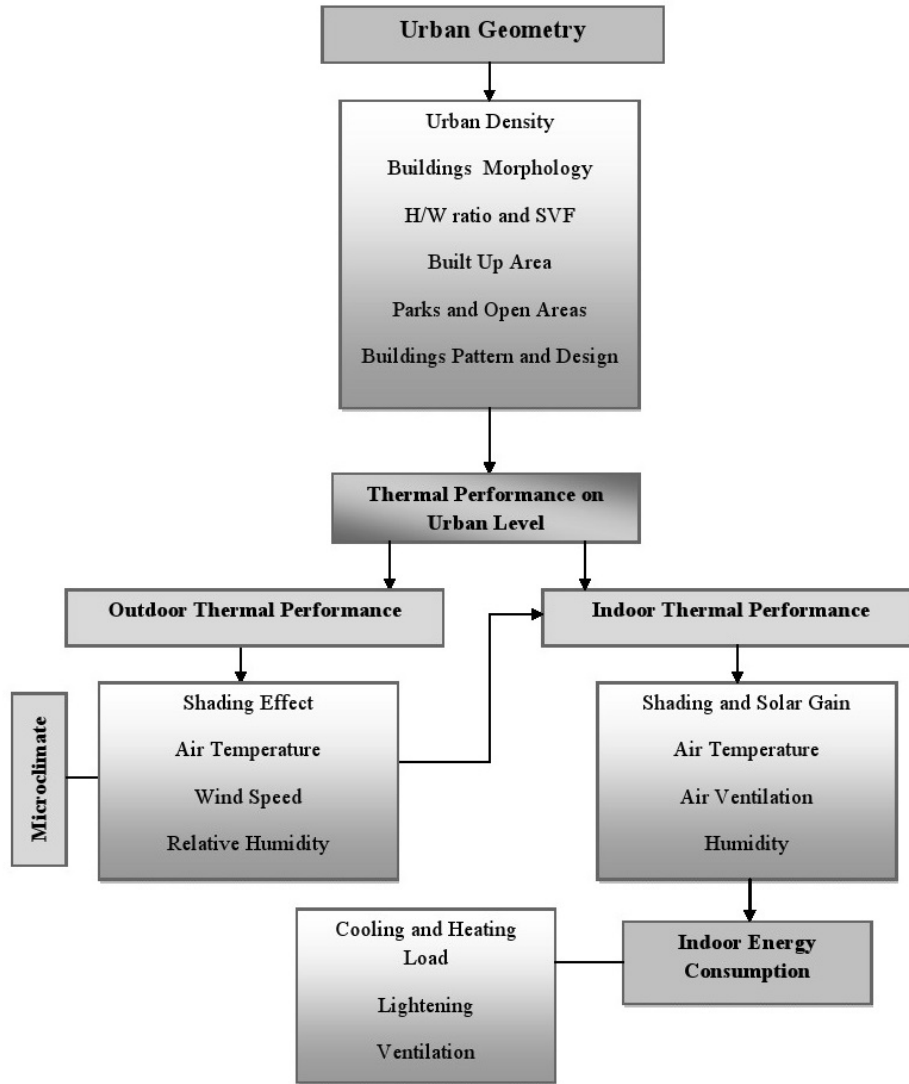 Urban Geometry
Urban Density
Buildings Morphology
H/W ratio and SVF
Built Up Area
Parks and Open Areas
Buildings Pattern and Design
Thermal Performance on
Urban Level
Outdoor Thermal Performance
Indoor Thermal Performance
Microclimate
Shading Effect
Air Temperature
Wind Speed
Relative Humidity
Shading and Solar Gain
Air Temperature
Air Ventilation
Humidity
Cooling and Heating
Load
Lightening
Ventilation
Indoor Energy
Consumption